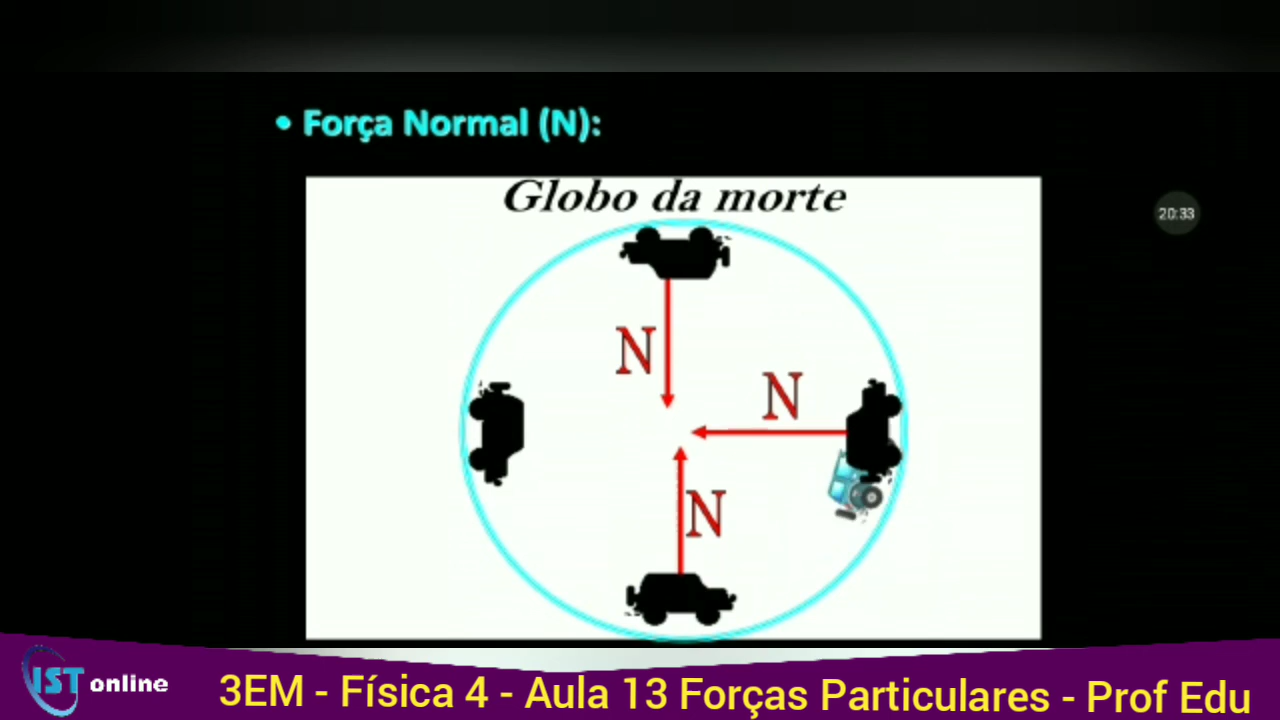 • Força Normal (N):
Globo da morte
20:33
N
N
N
IST online
3EM - Física 4 - Aula 13 Forças Particulares - Prof Edu